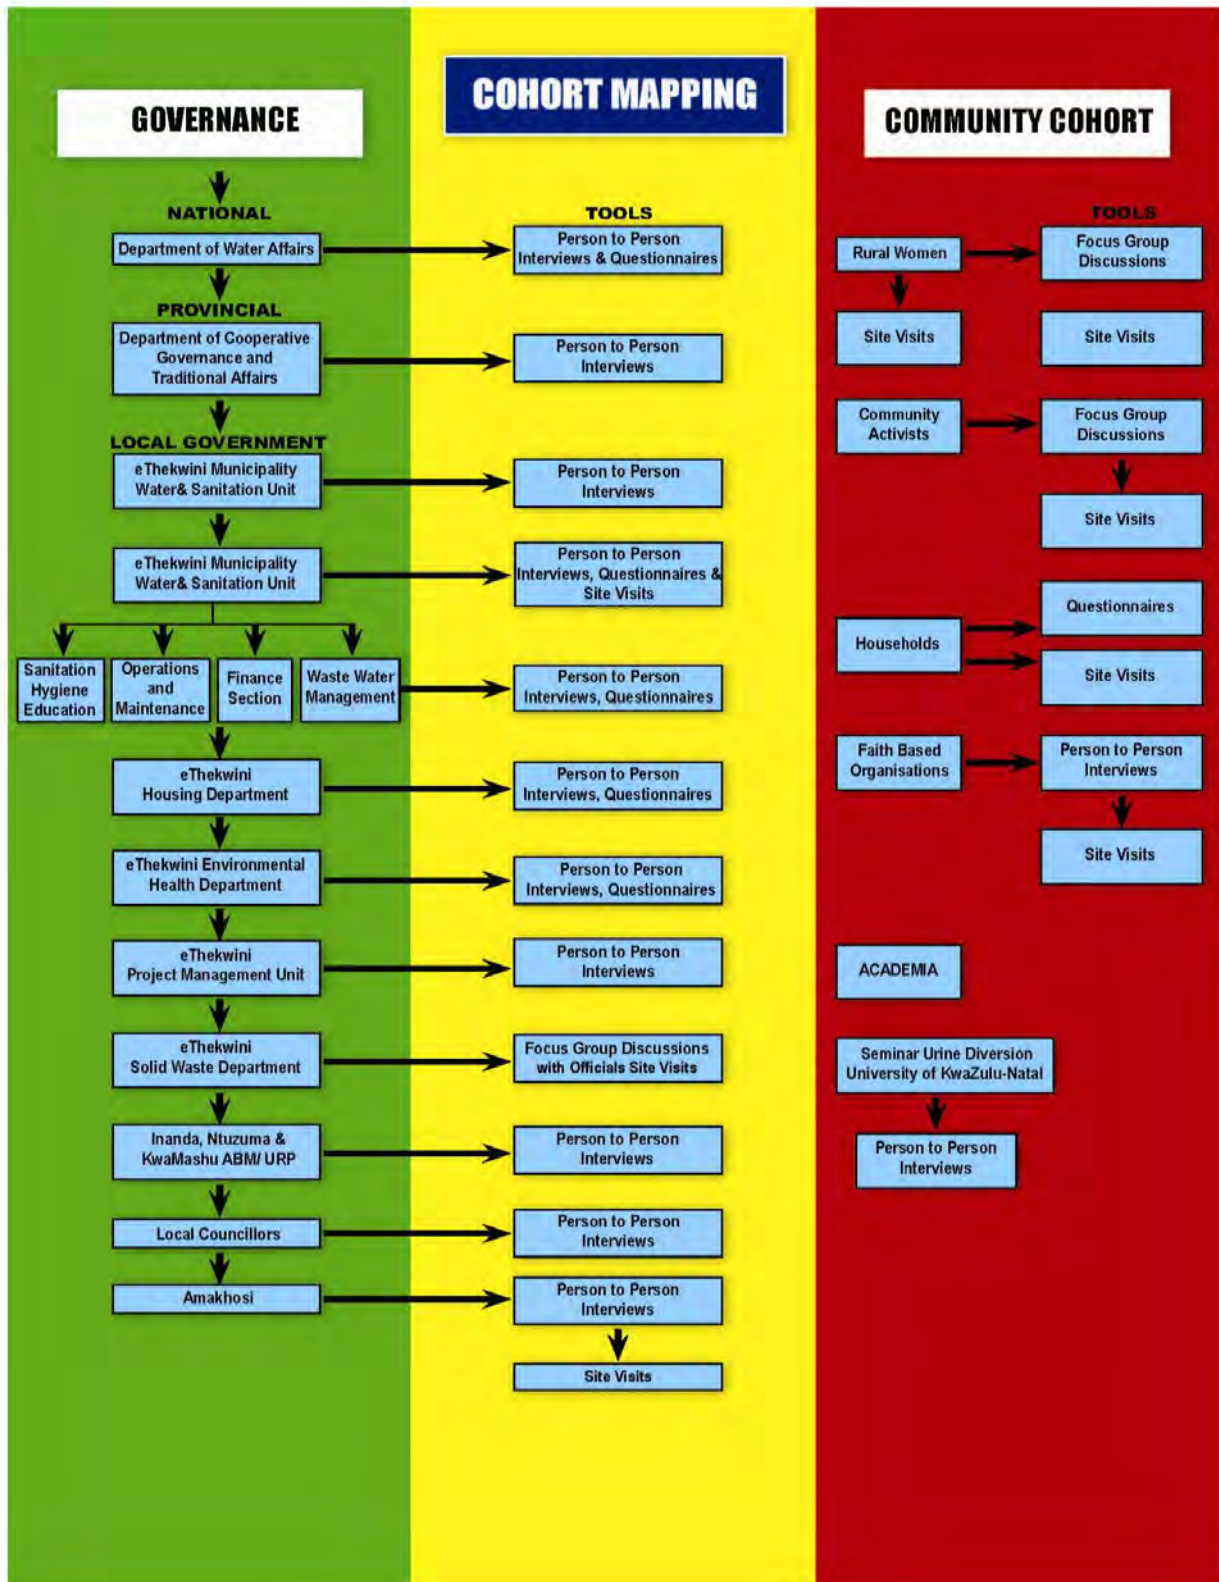 COHORT MAPPING
GOVERNANCE
NATIONAL
Department of Water Affairs
PROVINCIAL
Department of Cooperative
Governance and
Traditional Affairs
LOCAL GOVERNMENT
eThekwini Municipality
Water& Sanitation Unit
eThekwini Municipality
Water& Sanitation Unit
Sanitation
Hygiene
Education
Operations
and
Maintenance
Finance
Section
Waste Water
Management
eThekwini
Housing Department
eThekwini Environmental
Health Department
eThekwini
Project Management Unit
eThekwini
Solid Waste Department
Inanda, Ntuzuma &
KwaMashu ABM/ URP
Local Councillors
Amakhosi
TOOLS
Person to Person
Interviews & Questionnaires
Person to Person
Interviews
Person to Person
Interviews
Person to Person
Interviews, Questionnaires &
Site Visits
Person to Person
Interviews, Questionnaires
Person to Person
Interviews, Questionnaires
Person to Person
Interviews, Questionnaires
Person to Person
Interviews
Focus Group Discussions
with Officials Site Visits
Person to Person
Interviews
Person to Person
Interviews
Person to Person
Interviews
Site Visits
COMMUNITY COHORT
TOOLS
Rural Women
Focus Group
Discussions
Site Visits
Site Visits
Community
Activists
Focus Group
Discussions
Site Visits
Households
Questionnaires
Site Visits
Faith Based
Organisations
Person to Person
Interviews
Site Visits
ACADEMIA
Seminar Urine Diversion
University of KwaZulu-Natal
Person to Person
Interviews